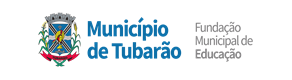 Município
de Tubarão
Fundação
Municipal de
Educação